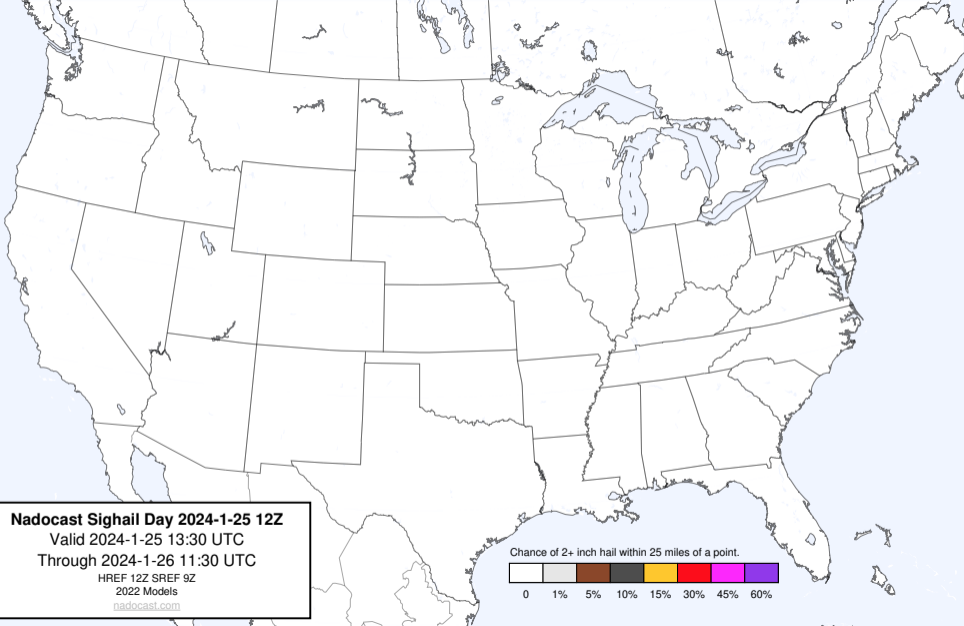 Nadocast Sighail Day 2024-1-25 12Z
Valid 2024-1-25 13:30 UTC
Through 2024-1-26 11:30 UTC
HREF 12Z SREF 9Z
2022 Models
nadocast.com
Chance of 2+ inch hail within 25 miles of a point.
0 1% 5% 10% 15% 30% 45% 60%